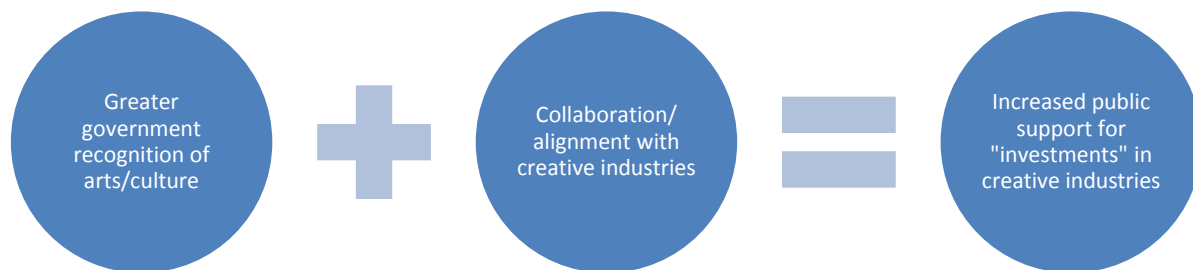 Greater
government
recognition of
arts/culture
Collaboration/
alignment with
creative industries
Increased public
support for
"investments" in
creative industries